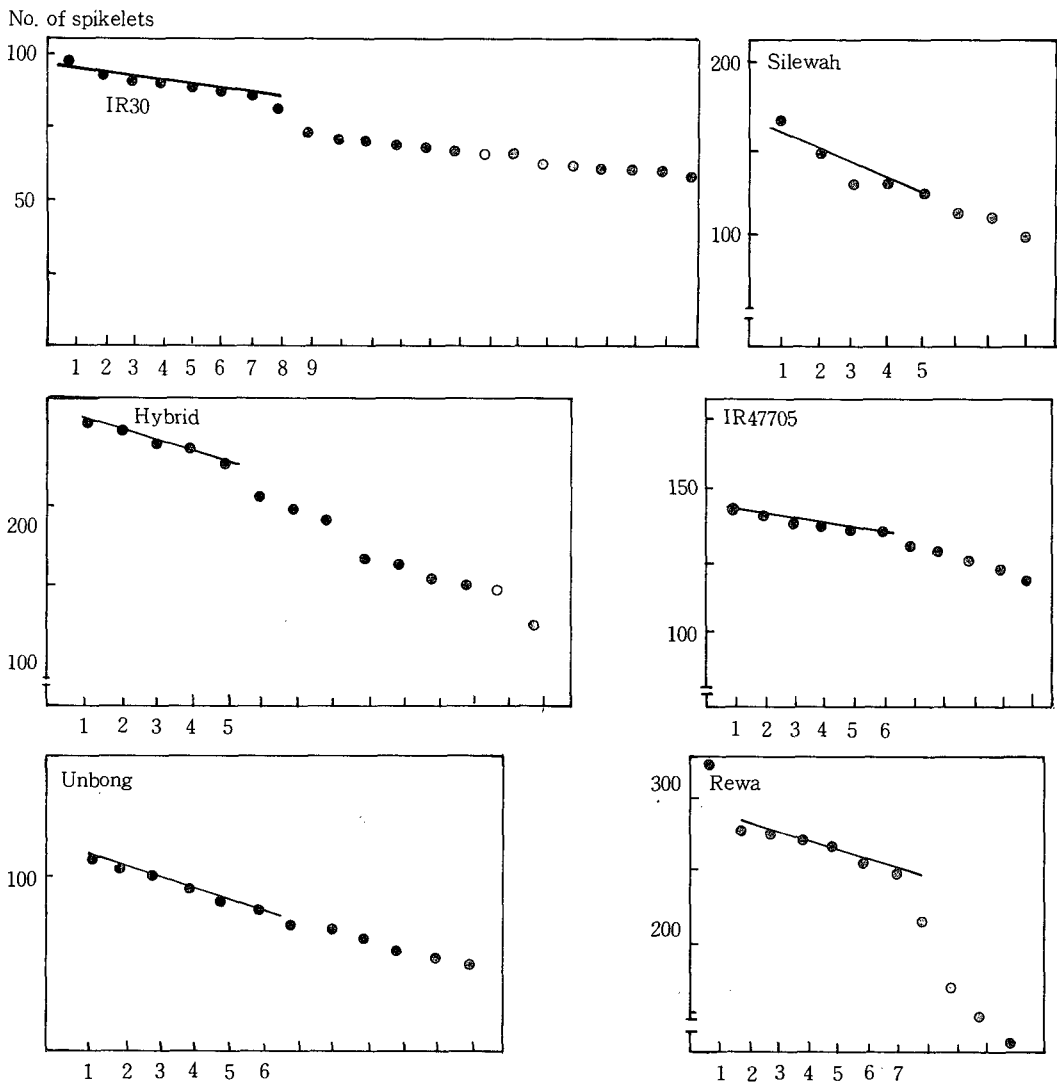 No. of spikelets
100
50
IR30
1 2 3 4 5 6 7 8 9
200
100
Silewah
1 2 3 4 5
Hybrid
200
100
1 2 3 4 5
IR47705
150
100
1 2 3 4 5 6
Unbong
100
1 2 3 4 5 6
300
200
Rewa
1 2 3 4 5 6 7